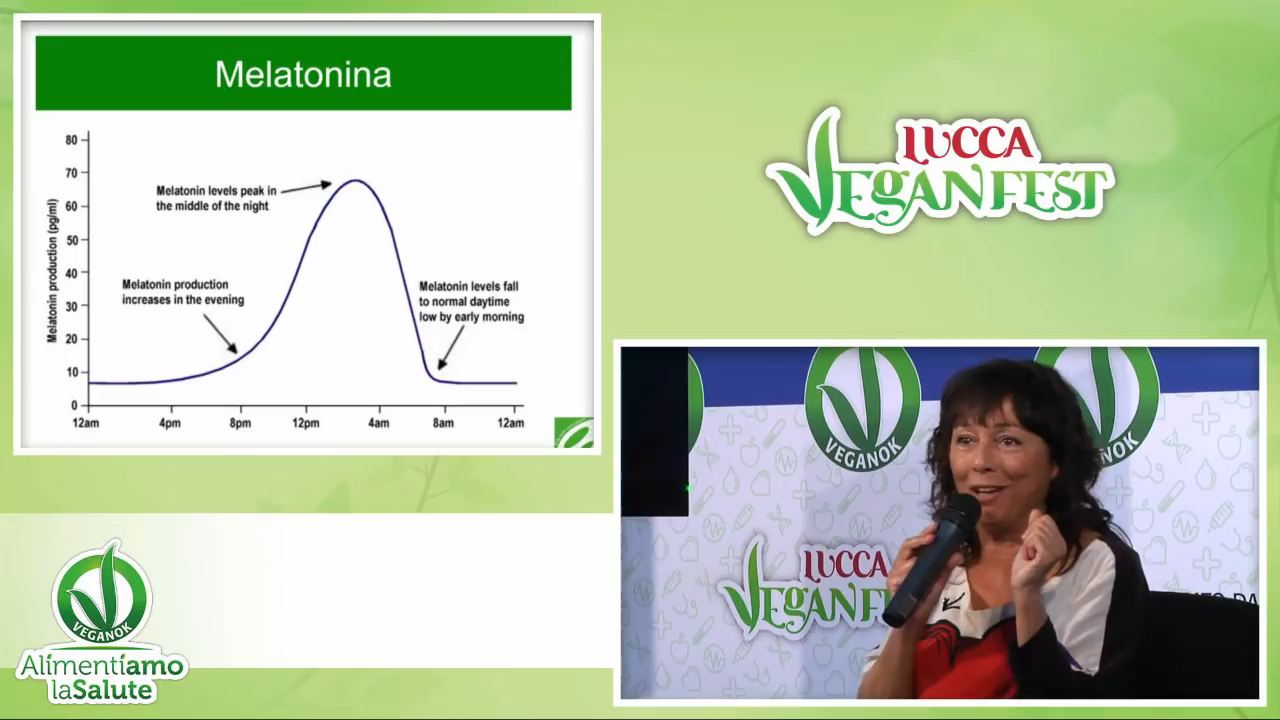 Melatonina
80
70
60
50
40
30
20
10
0
Melatonin production (pg/ml)
Melatonin levels peak in
the middle of the night
Melatonin production
increases in the evening
Melatonin levels fall
to normal daytime
low by early morning
12am 4pm 8pm 12pm 4am 8am 12am
LUCCA
VEGANFEST
VEGANOK
VEGANOK
LUCCA
VEGANFE
VEGANOK
Alimentiamo
laSalute